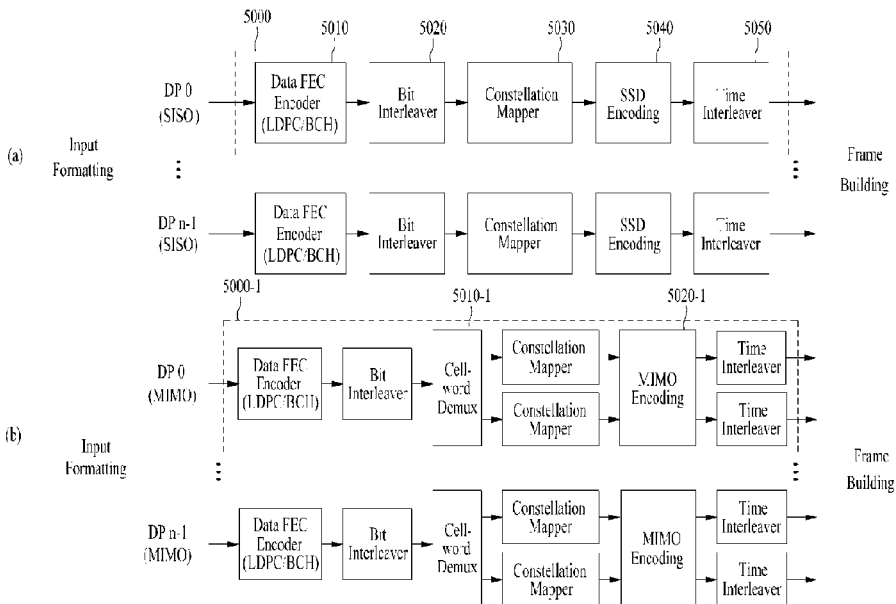 5000
5010
5020
5030
5040
5050
DP 0
(SISO)
Data FEC
Encoder
(LDPC/BCH)
Bit
Interleaver
Constellation
Mapper
SSD
Encoding
Time
Interleaver
(a)
Input
Formatting
Frame
Building
DP n-1
(SISO)
Data FEC
Encoder
(LDPC/BCH)
Bit
Interleaver
Constellation
Mapper
SSD
Encoding
Time
Interleaver
5000-1
5010-1
5020-1
DP 0
(MIMO)
Data FEC
Encoder
(LDPC/BCH)
Bit
Interleaver
Cell-
word
Demux
Constellation
Mapper
Constellation
Mapper
MIMO
Encoding
Time
Interleaver
Time
Interleaver
(b)
Input
Formatting
Frame
Building
DP n-1
(MIMO)
Data FEC
Encoder
(LDPC/BCH)
Bit
Interleaver
Cell-
word
Demux
Constellation
Mapper
Constellation
Mapper
MIMO
Encoding
Time
Interleaver
Time
Interleaver